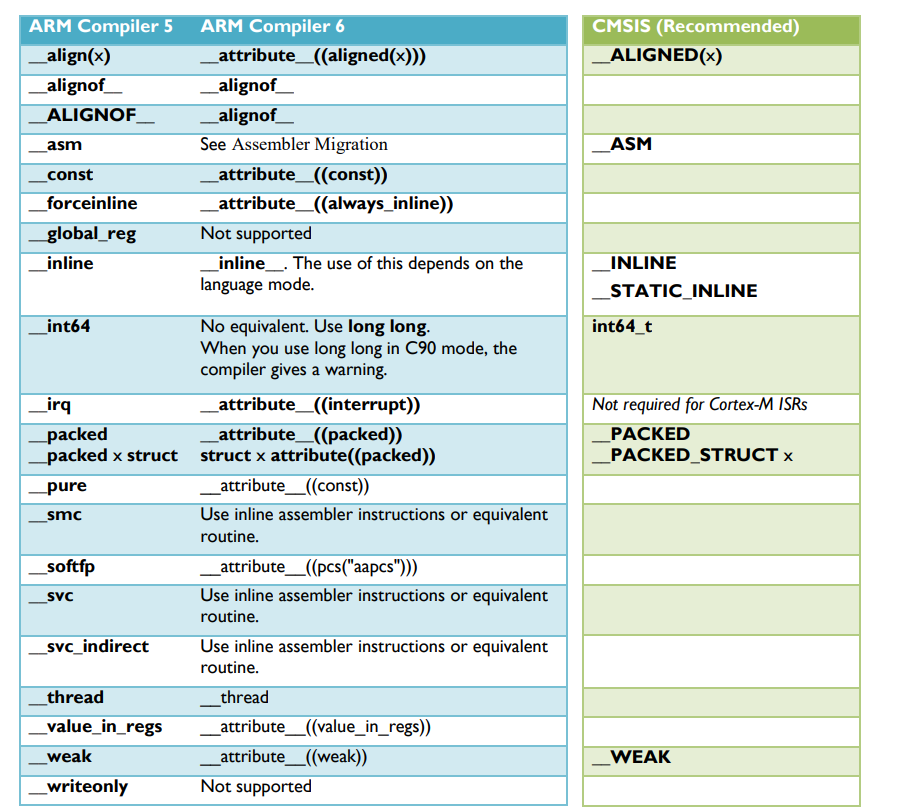 ARM Compiler 5 ARM Compiler 6 CMSIS (Recommended)
__align(x) __attribute__((aligned(x))) __ALIGNED(x)
__alignof__ __alignof__
__ALIGNOF__ __alignof__
__asm See Assembler Migration __ASM
__const __attribute__((const))
__forceinline __attribute__((always_inline))
__global_reg Not supported
__inline __inline__. The use of this depends on the __INLINE
language mode. __STATIC_INLINE
__int64 No equivalent. Use long long. int64_t
When you use long long in C90 mode, the
compiler gives a warning.
__irq __attribute__((interrupt)) Not required for Cortex-M ISRs
__packed __attribute__((packed)) __PACKED
__packed x struct struct x attribute((packed)) __PACKED_STRUCT x
__pure __attribute__((const))
__smc Use inline assembler instructions or equivalent
routine.
__softfp __attribute__((pcs("aapcs")))
__svc Use inline assembler instructions or equivalent
routine.
__svc_indirect Use inline assembler instructions or equivalent
routine.
__thread __thread
__value_in_regs __attribute__((value_in_regs))
__weak __attribute__((weak)) __WEAK
__writeonly Not supported